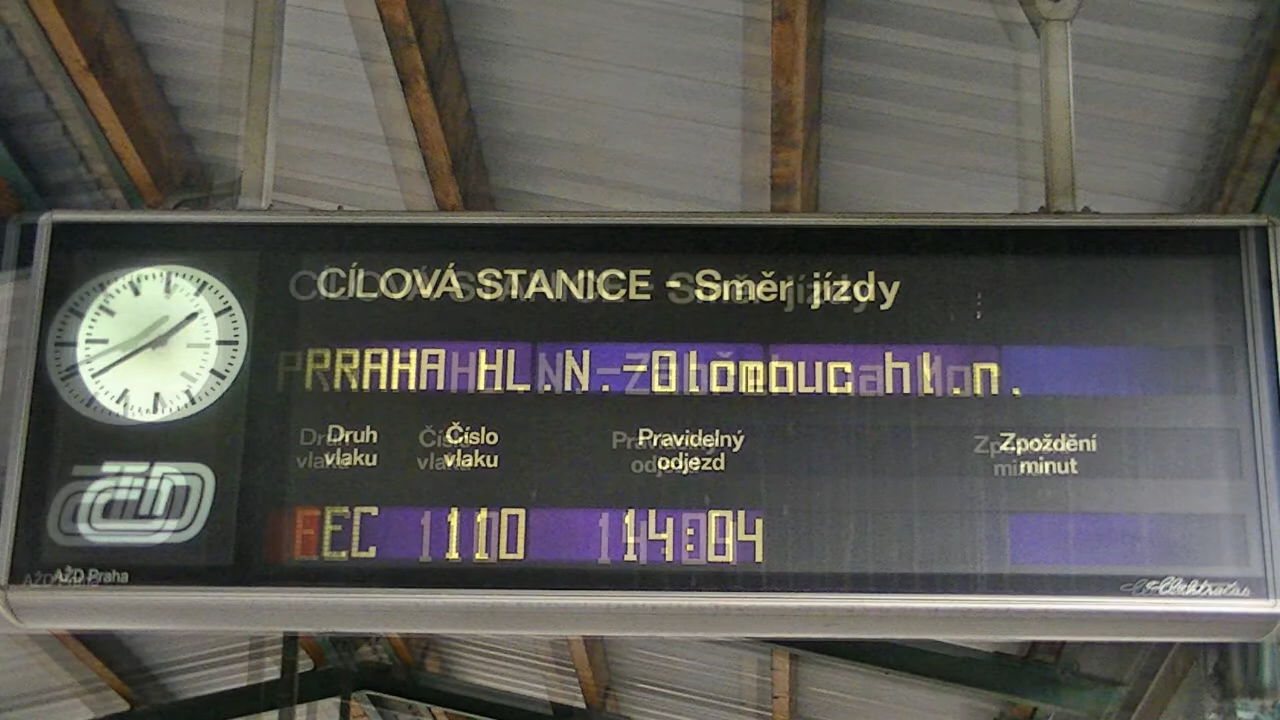 CÍLOVÁ STANICE - Směr jízdy
PRAHA HL.N.-Olomouc hl.n.
Druh vlaku Číslo vlaku Pravidelný odjezd Zpoždění minut
EC 110 14:04
ČD
AŽD Praha